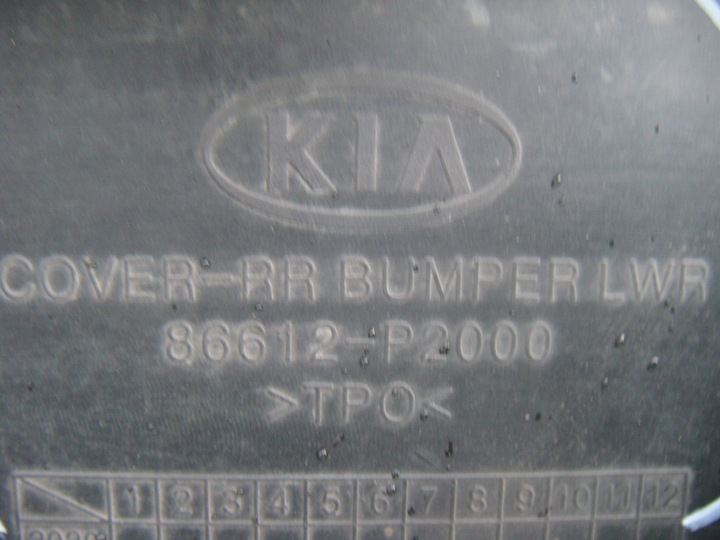 KIA
COVER-RR BUMPER LWR
86612-P2000
>TPO<
1 2 3 4 5 6 7 8 9 10 11 12